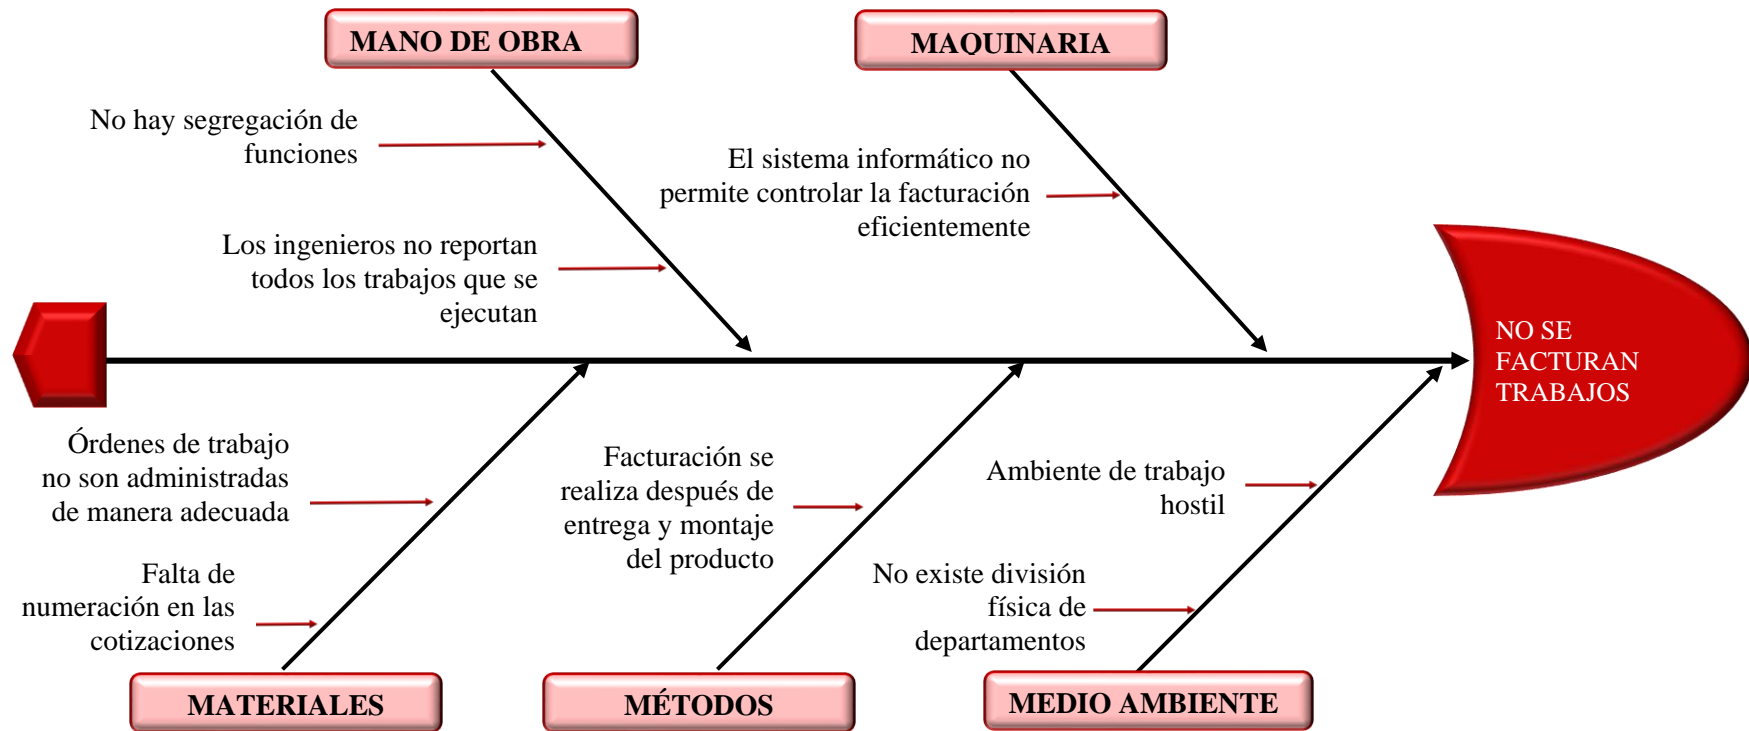 MANO DE OBRA
MAQUINARIA
No hay segregación de
funciones
El sistema informático no
permite controlar la facturación
eficientemente
Los ingenieros no reportan
todos los trabajos que se
ejecutan
NO SE
FACTURAN
TRABAJOS
Órdenes de trabajo
no son administradas
de manera adecuada
Falta de
numeración en las
cotizaciones
Facturación se
realiza después de
entrega y montaje
del producto
Ambiente de trabajo
hostil
No existe división
física de
departamentos
MATERIALES
MÉTODOS
MEDIO AMBIENTE